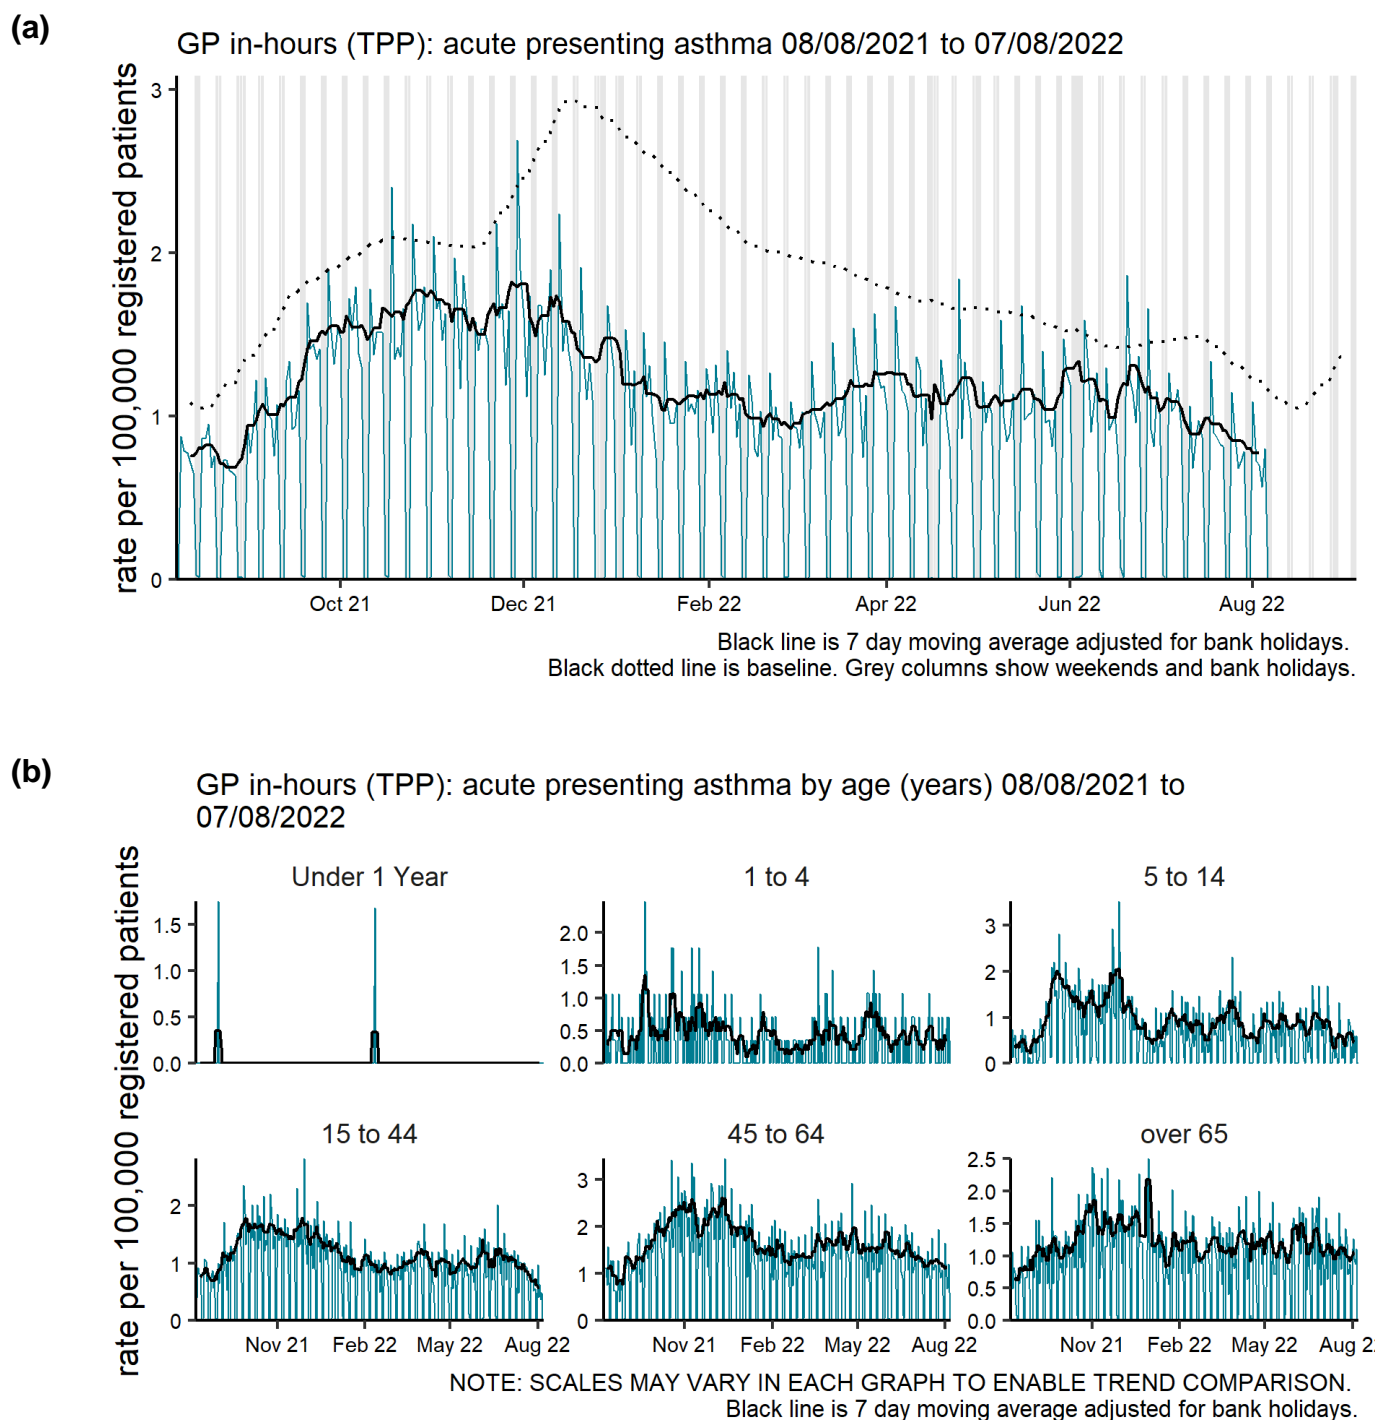 (a)
GP in-hours (TPP): acute presenting asthma 08/08/2021 to 07/08/2022
rate per 100,000 registered patients
3
2
1
0
Oct 21 Dec 21 Feb 22 Apr 22 Jun 22 Aug 22
Black line is 7 day moving average adjusted for bank holidays.
Black dotted line is baseline. Grey columns show weekends and bank holidays.
(b)
GP in-hours (TPP): acute presenting asthma by age (years) 08/08/2021 to
07/08/2022
rate per 100,000 registered patients
Under 1 Year
1.5
1.0
0.5
0.0
1 to 4
2.0
1.5
1.0
0.5
0.0
5 to 14
3
2
1
0
15 to 44
2
1
0
Nov 21 Feb 22 May 22 Aug 22
45 to 64
3
2
1
0
Nov 21 Feb 22 May 22 Aug 22
over 65
2.5
2.0
1.5
1.0
0.5
0.0
Nov 21 Feb 22 May 22 Aug 2
NOTE: SCALES MAY VARY IN EACH GRAPH TO ENABLE TREND COMPARISON.
Black line is 7 day moving average adjusted for bank holidays.